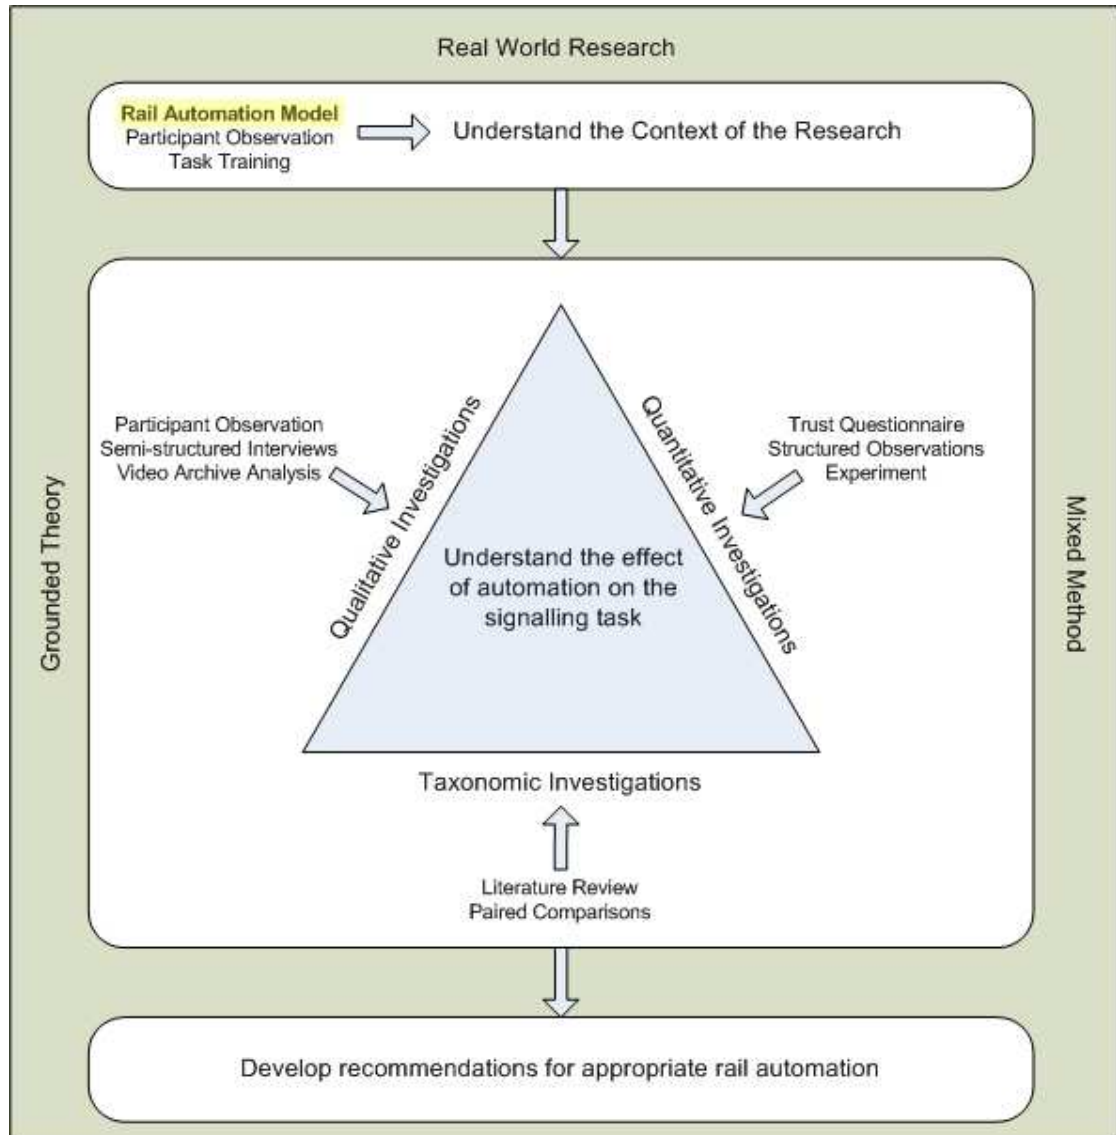 Real World Research
Rail Automation Model
Participant Observation
Task Training
Understand the Context of the Research
Grounded Theory
Participant Observation
Semi-structured Interviews
Video Archive Analysis
Qualitative Investigations
Understand the effect
of automation on the
signalling task
Quantitative Investigations
Trust Questionnaire
Structured Observations
Experiment
Mixed Method
Taxonomic Investigations
Literature Review
Paired Comparisons
Develop recommendations for appropriate rail automation